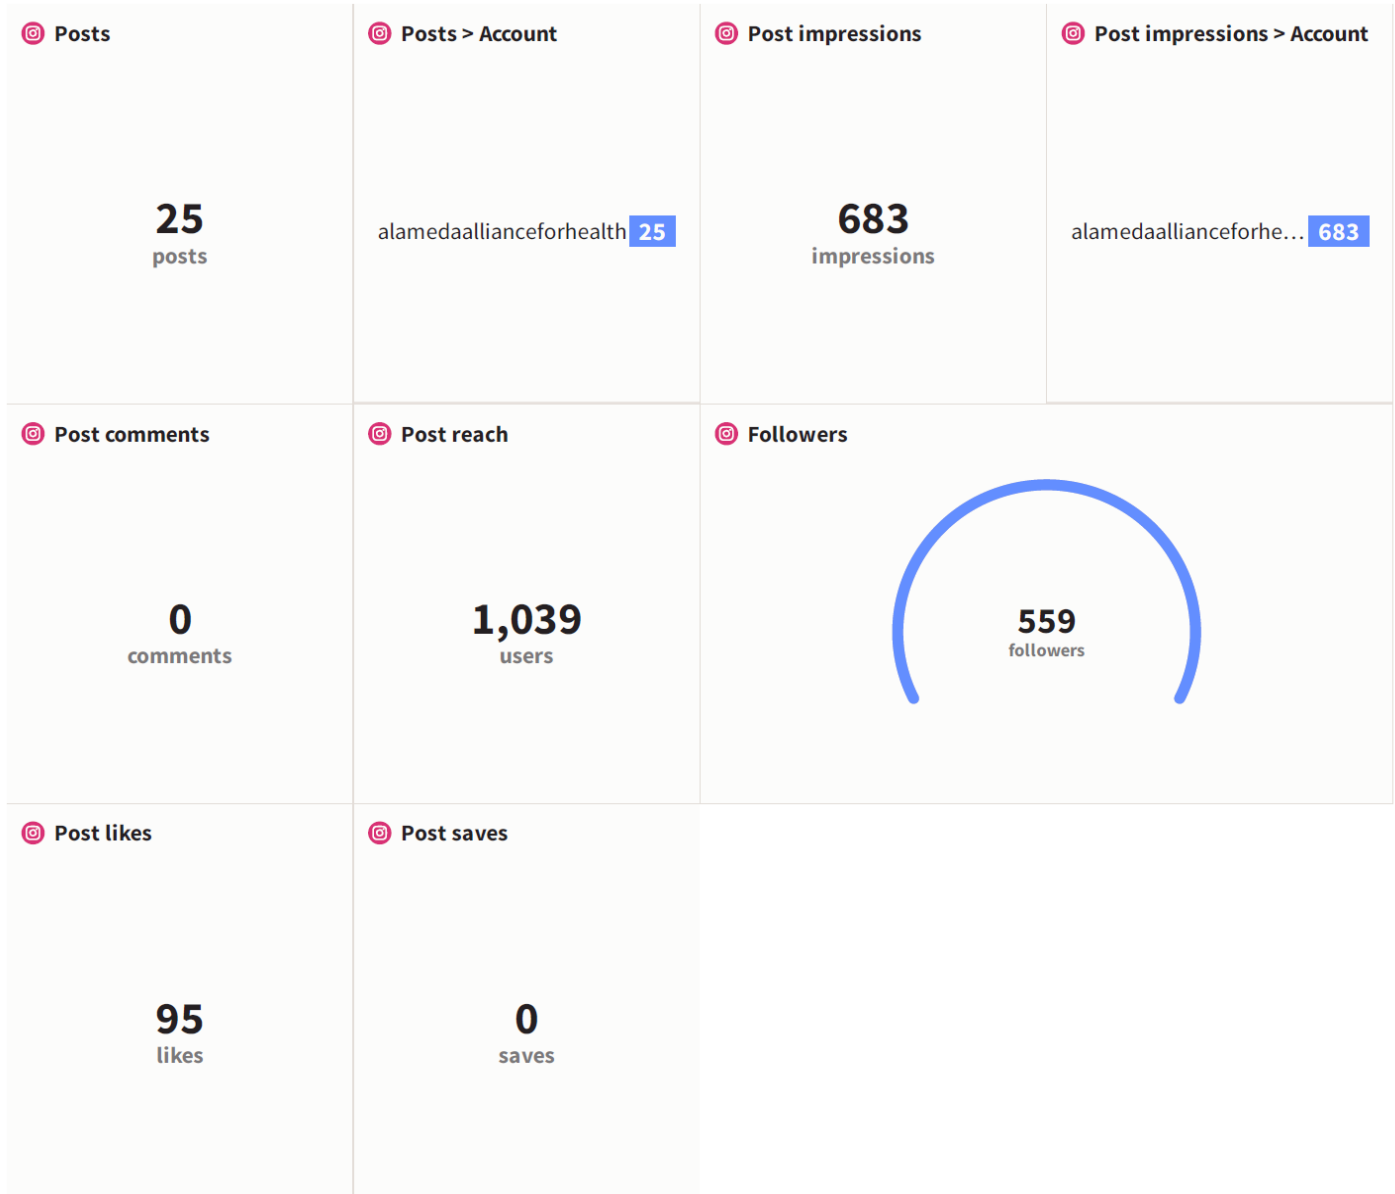 Posts
25
posts
Posts > Account
alamedaallianceforhealth 25
Post impressions
683
impressions
Post impressions > Account
alamedaallianceforhe... 683
Post comments
0
comments
Post reach
1,039
users
Followers
559
followers
Post likes
95
likes
Post saves
0
saves